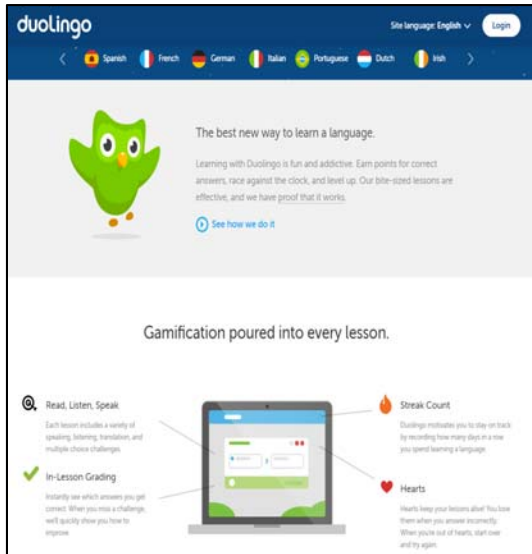 duolingo
Site language: English
Login
Spanish French German Italian Portuguese Dutch Irish
The best new way to learn a language.
Learning with Duolingo is fun and addictive. Earn points for correct
answers, race against the clock, and level up. Our bite-sized lessons are
effective, and we have proof that it works.
See how we do it
Gamification poured into every lesson.
Read, Listen, Speak
Each lesson includes a variety of
speaking, listening, translation, and
multiple choice challenges.
In-Lesson Grading
Instantly see which answers you get
correct. When you miss a challenge,
we'll quickly show you how to
improve.
Streak Count
Duolingo motivates you to stay on track
by recording how many days in a row
you spend learning a language.
Hearts
Hearts keep your lessons alive! You lose
them when you answer incorrectly.
When you're out of hearts, start over
and try again.